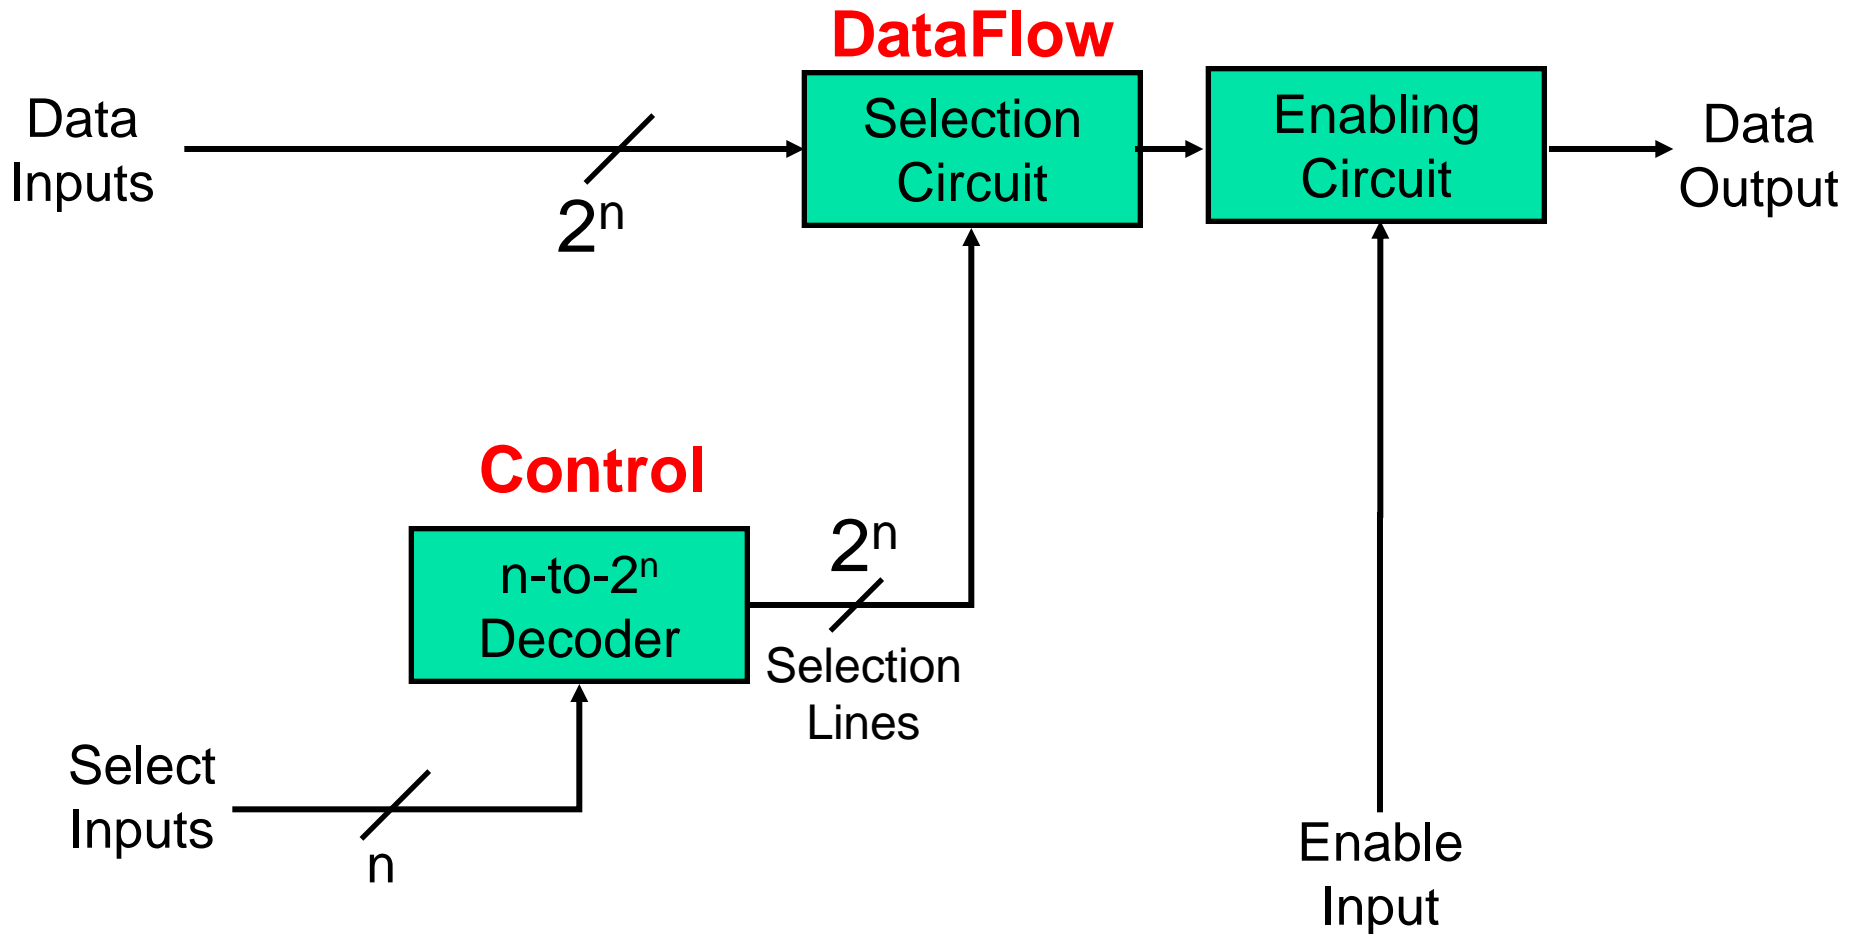 DataFlow
Data
Inputs
2ⁿ
Selection
Circuit
Enabling
Circuit
Data
Output
Control
n-to-2ⁿ
Decoder
2ⁿ
Selection
Lines
Select
Inputs
n
Enable
Input